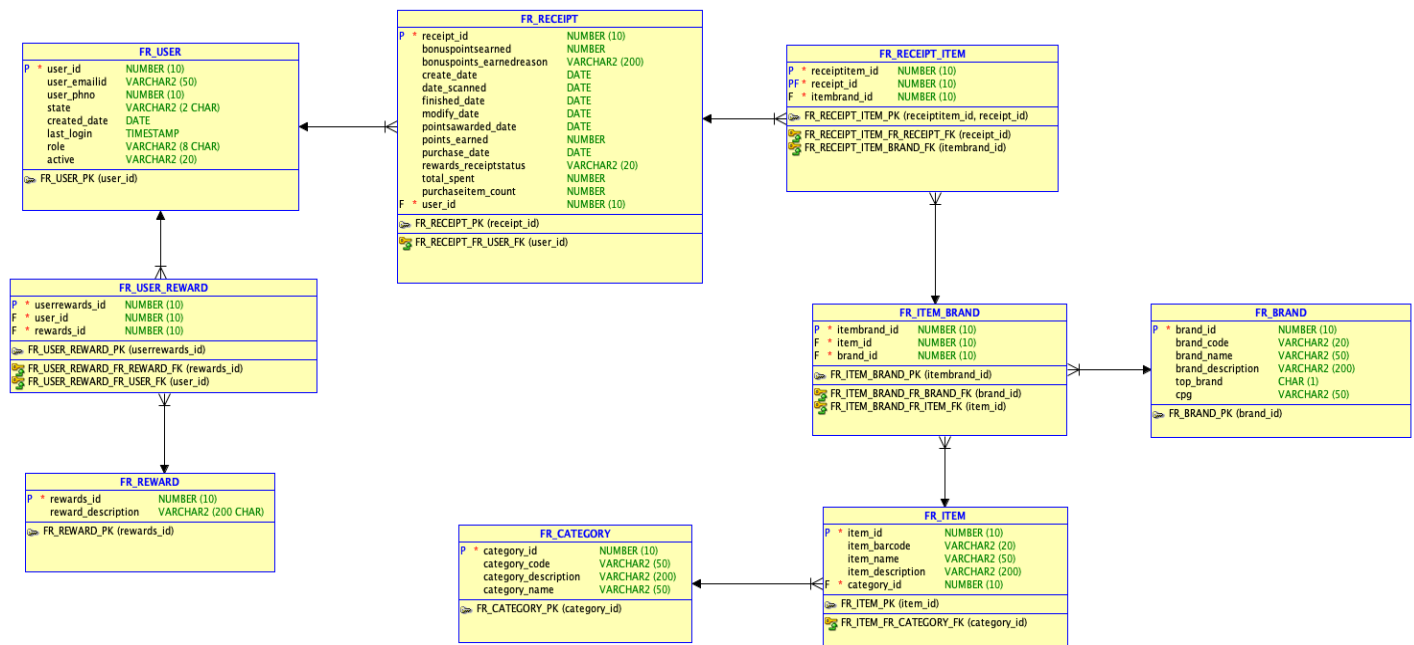 FR_USER
P * user_id NUMBER (10)
user_emailid VARCHAR2 (50)
user_phno NUMBER (10)
state VARCHAR2 (2 CHAR)
created_date DATE
last_login TIMESTAMP
role VARCHAR2 (8 CHAR)
active VARCHAR2 (20)
FR_USER_PK (user_id)
FR_RECEIPT
P * receipt_id NUMBER (10)
bonuspointsearned NUMBER
bonuspoints_earnedreason VARCHAR2 (200)
create_date DATE
date_scanned DATE
finished_date DATE
modify_date DATE
pointsawarded_date DATE
points_earned NUMBER
purchase_date DATE
rewards_receiptstatus VARCHAR2 (20)
total_spent NUMBER
purchaseitem_count NUMBER
F * user_id NUMBER (10)
FR_RECEIPT_PK (receipt_id)
FR_RECEIPT_FR_USER_FK (user_id)
FR_RECEIPT_ITEM
P * receiptitem_id NUMBER (10)
PF * receipt_id NUMBER (10)
F * itembrand_id NUMBER (10)
FR_RECEIPT_ITEM_PK (receiptitem_id, receipt_id)
FR_RECEIPT_ITEM_FR_RECEIPT_FK (receipt_id)
FR_RECEIPT_ITEM_BRAND_FK (itembrand_id)
FR_USER_REWARD
P * userrewards_id NUMBER (10)
F * user_id NUMBER (10)
F * rewards_id NUMBER (10)
FR_USER_REWARD_PK (userrewards_id)
FR_USER_REWARD_FR_REWARD_FK (rewards_id)
FR_USER_REWARD_FR_USER_FK (user_id)
FR_ITEM_BRAND
P * itembrand_id NUMBER (10)
F * item_id NUMBER (10)
F * brand_id NUMBER (10)
FR_ITEM_BRAND_PK (itembrand_id)
FR_ITEM_BRAND_FR_BRAND_FK (brand_id)
FR_ITEM_BRAND_FR_ITEM_FK (item_id)
FR_BRAND
P * brand_id NUMBER (10)
brand_code VARCHAR2 (20)
brand_name VARCHAR2 (50)
brand_description VARCHAR2 (200)
top_brand CHAR (1)
cpg VARCHAR2 (50)
FR_BRAND_PK (brand_id)
FR_REWARD
P * rewards_id NUMBER (10)
reward_description VARCHAR2 (200 CHAR)
FR_REWARD_PK (rewards_id)
FR_CATEGORY
P * category_id NUMBER (10)
category_code VARCHAR2 (50)
category_description VARCHAR2 (200)
category_name VARCHAR2 (50)
FR_CATEGORY_PK (category_id)
FR_ITEM
P * item_id NUMBER (10)
item_barcode VARCHAR2 (20)
item_name VARCHAR2 (50)
item_description VARCHAR2 (200)
F * category_id NUMBER (10)
FR_ITEM_PK (item_id)
FR_ITEM_FR_CATEGORY_FK (category_id)